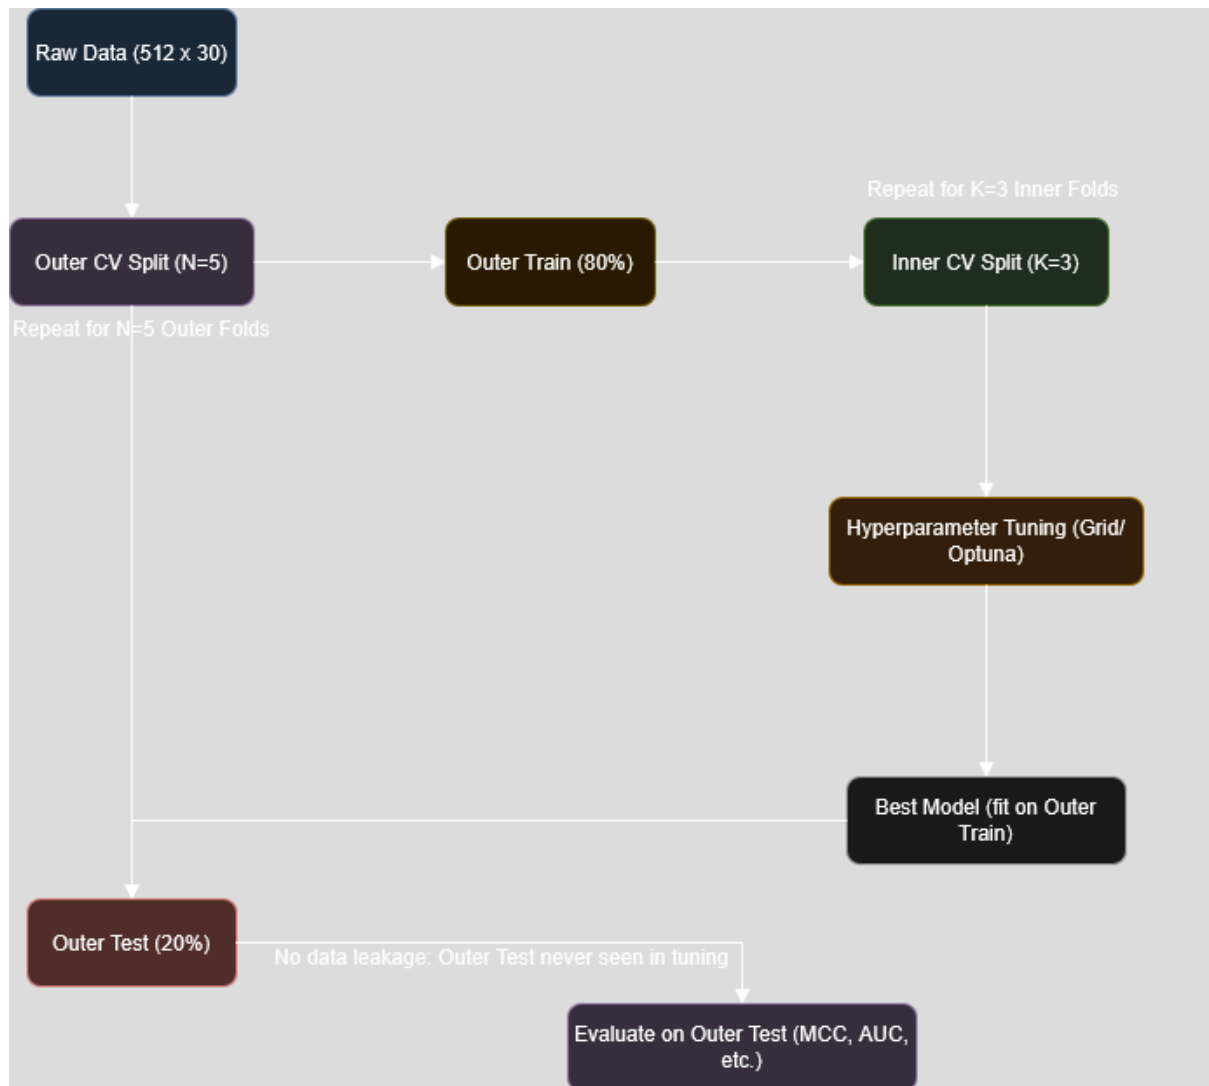 Raw Data (512 x 30)
Repeat for K=3 Inner Folds
Outer CV Split (N=5)
Outer Train (80%)
Inner CV Split (K=3)
Repeat for N=5 Outer Folds
Hyperparameter Tuning (Grid/
Optuna)
Best Model (fit on Outer
Train)
Outer Test (20%)
No data leakage: Outer Test never seen in tuning
Evaluate on Outer Test (MCC, AUC,
etc.)